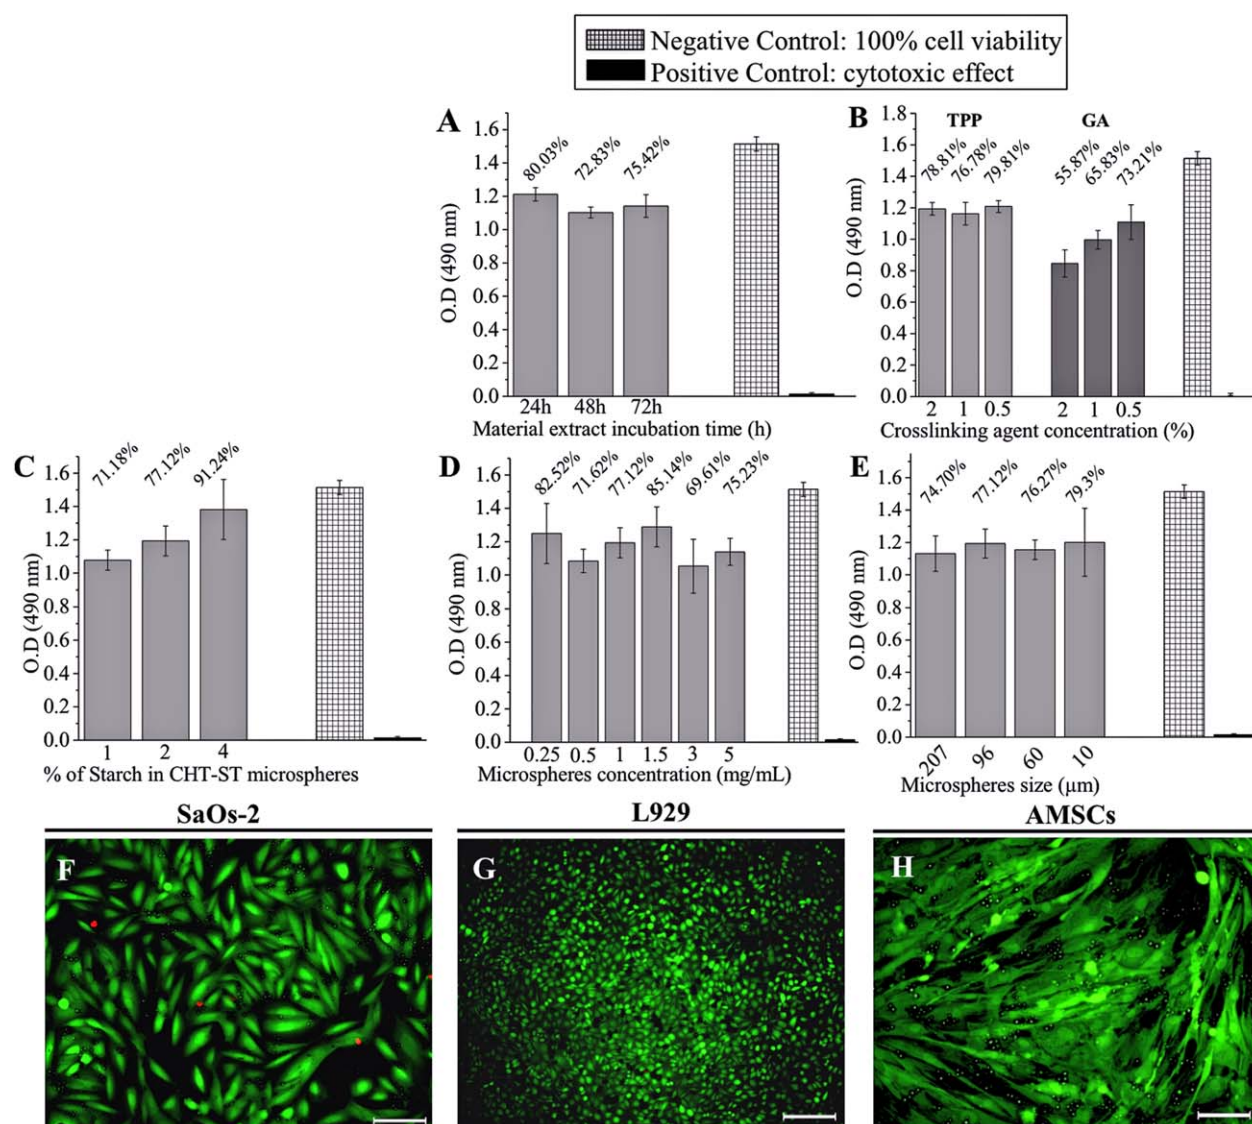 Negative Control: 100% cell viability
Positive Control: cytotoxic effect
A
O.D (490 nm)
1.6
1.4
1.2
1.0
0.8
0.6
0.4
0.2
0.0
80.03%
72.83%
75.42%
24h 48h 72h
Material extract incubation time (h)
B
TPP GA
O.D (490 nm)
1.8
1.6
1.4
1.2
1.0
0.8
0.6
0.4
0.2
0.0
78.81%
76.78%
79.81%
55.87%
65.83%
73.21%
2 1 0.5 2 1 0.5
Crosslinking agent concentration (%)
C
O.D (490 nm)
1.6
1.4
1.2
1.0
0.8
0.6
0.4
0.2
0.0
71.18%
77.12%
91.24%
1 2 4
% of Starch in CHT-ST microspheres
D
O.D (490 nm)
1.6
1.4
1.2
1.0
0.8
0.6
0.4
0.2
0.0
82.52%
71.62%
77.12%
85.14%
69.61%
75.23%
0.25 0.5 1 1.5 3 5
Microspheres concentration (mg/mL)
E
O.D (490 nm)
1.6
1.4
1.2
1.0
0.8
0.6
0.4
0.2
0.0
74.70%
77.12%
76.27%
79.3%
207 96 60 10
Microspheres size (μm)
SaOs-2
F
L929
G
AMSCs
H